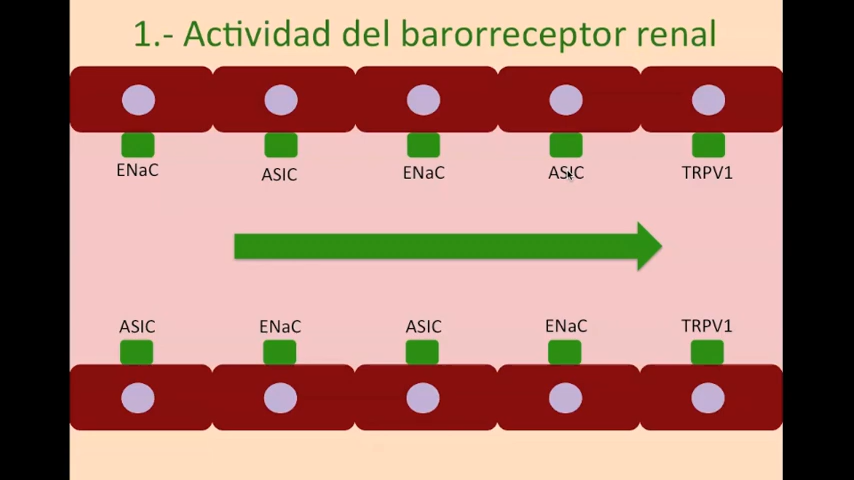 1.- Actividad del barorreceptor renal
ENaC ASIC ENaC ASIC TRPV1
ASIC ENaC ASIC ENaC TRPV1